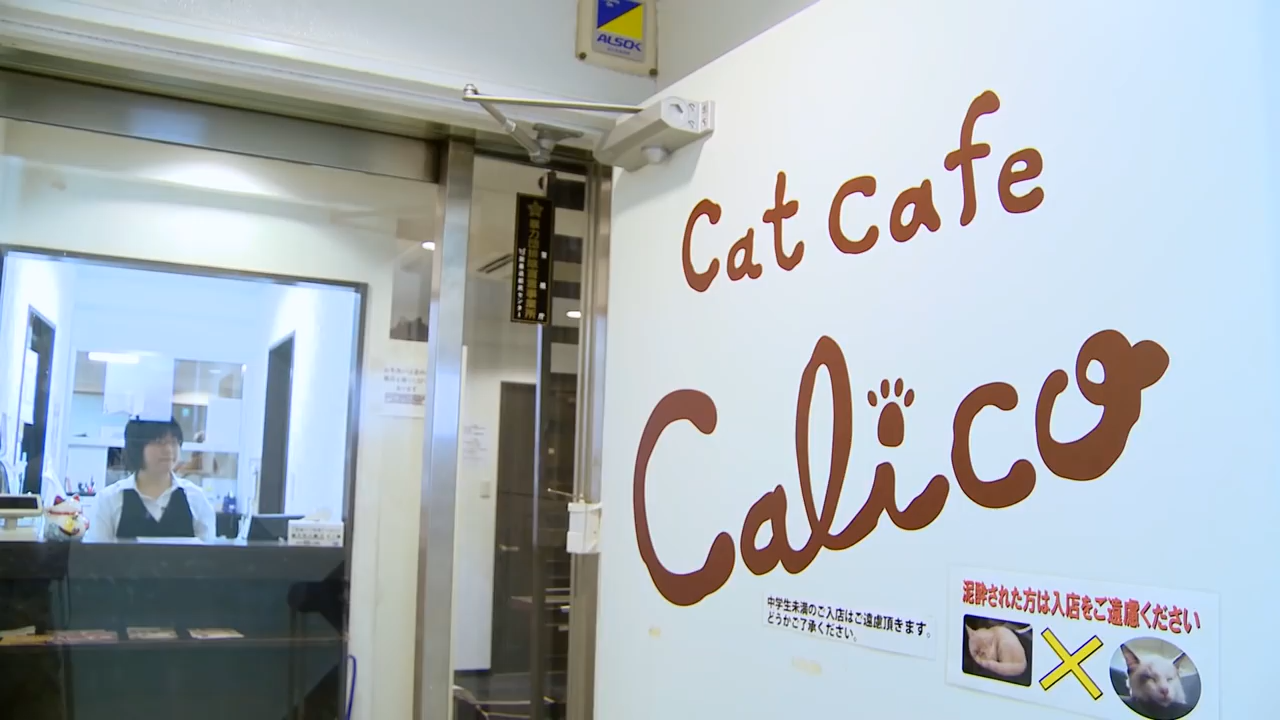 ALSOK
Cat Cafe
Calico
中学生未満のご入店はご遠慮頂きます。
どうかご了承ください。
泥酔された方は入店をご遠慮ください